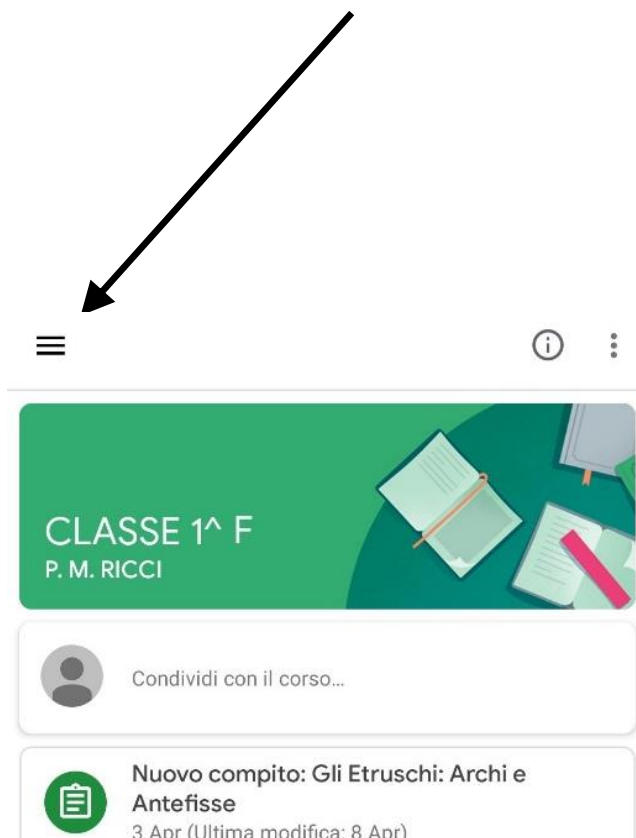 CLASSE 1^ F
P. M. RICCI
Condividi con il corso...
Nuovo compito: Gli Etruschi: Archi e
Antefisse
3 Apr (Ultima modifica: 8 Apr)